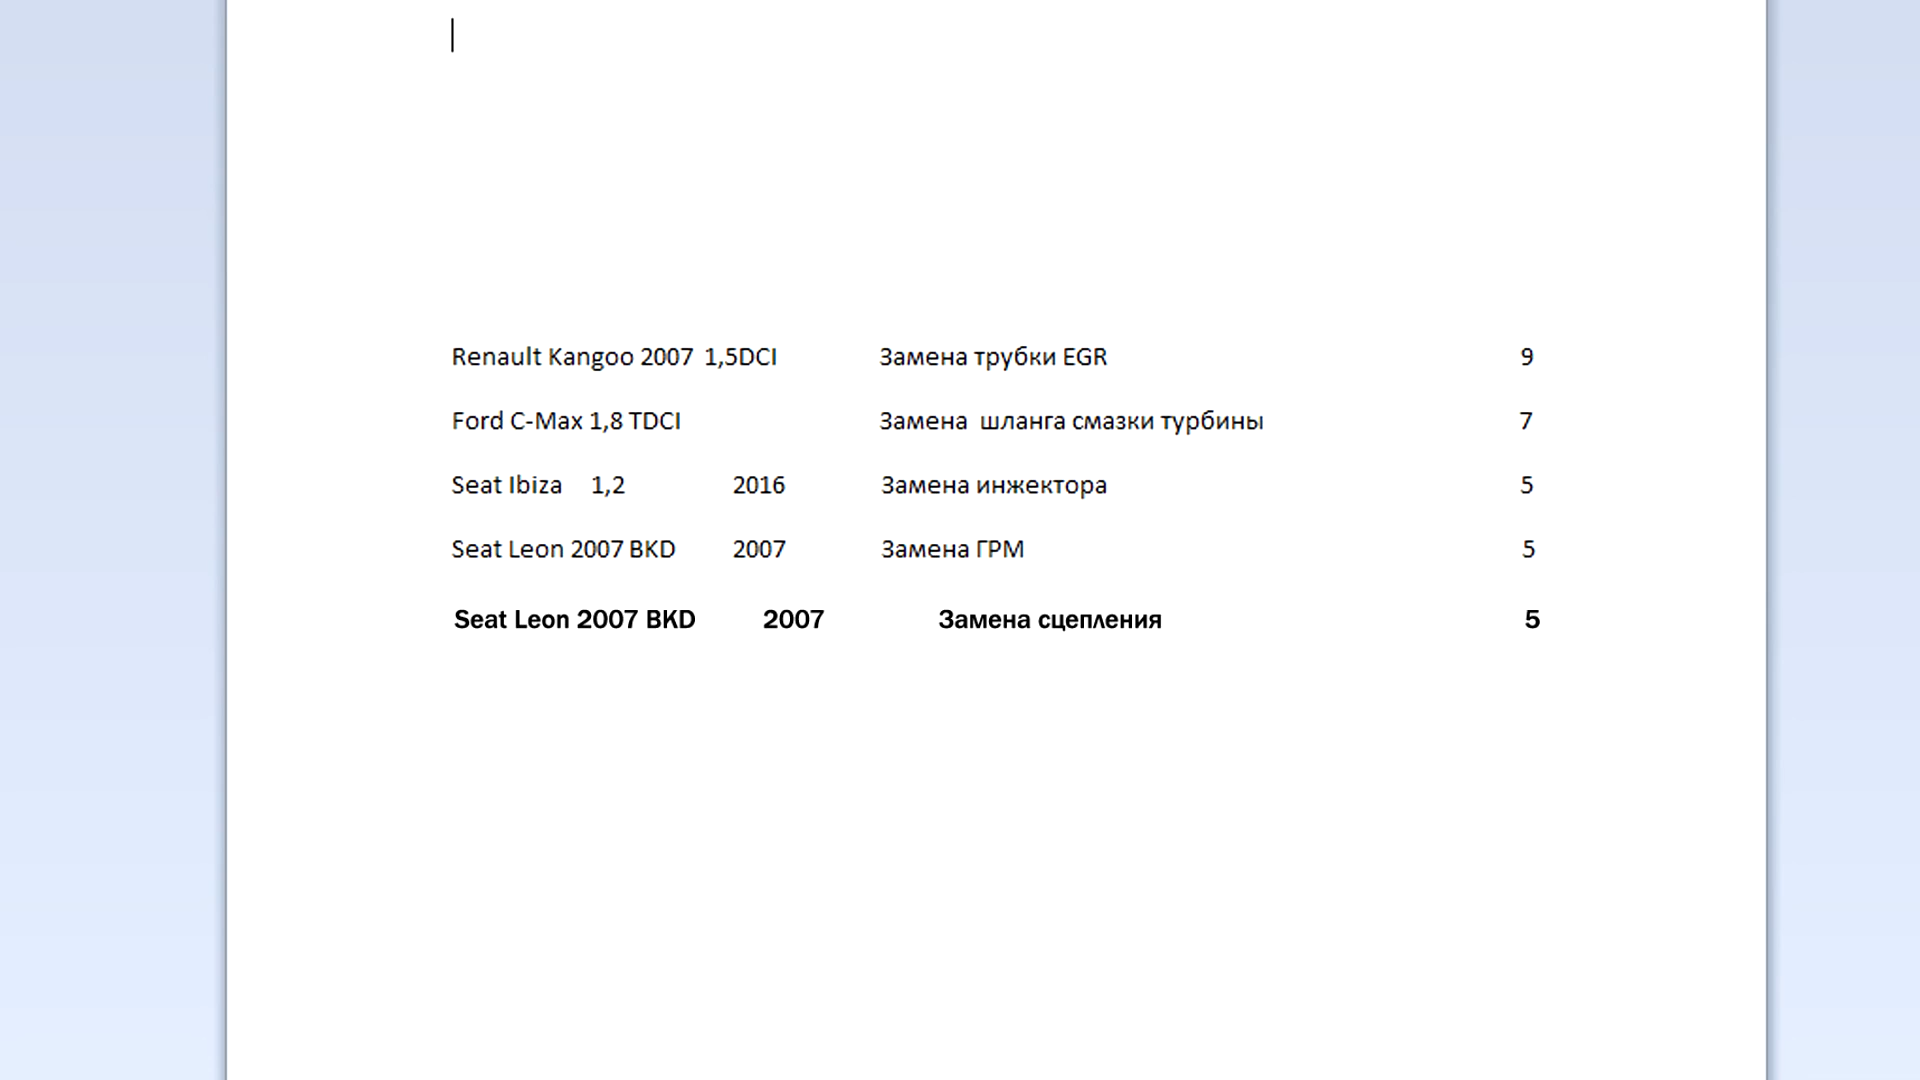 Renault Kangoo 2007 1,5DCI Замена трубки EGR 9
Ford C-Max 1,8 TDCI Замена шланга смазки турбины 7
Seat Ibiza 1,2 2016 Замена инжектора 5
Seat Leon 2007 BKD 2007 Замена ГРМ 5
Seat Leon 2007 BKD 2007 Замена сцепления 5